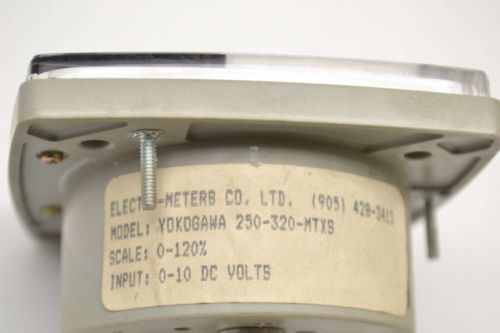 ELECT -METERS CO. LTD. (905) 428-
MODEL: YOKOGAWA 250-320-MTXS
SCALE: 0-120%
INPUT: 0-10 DC VOLTS